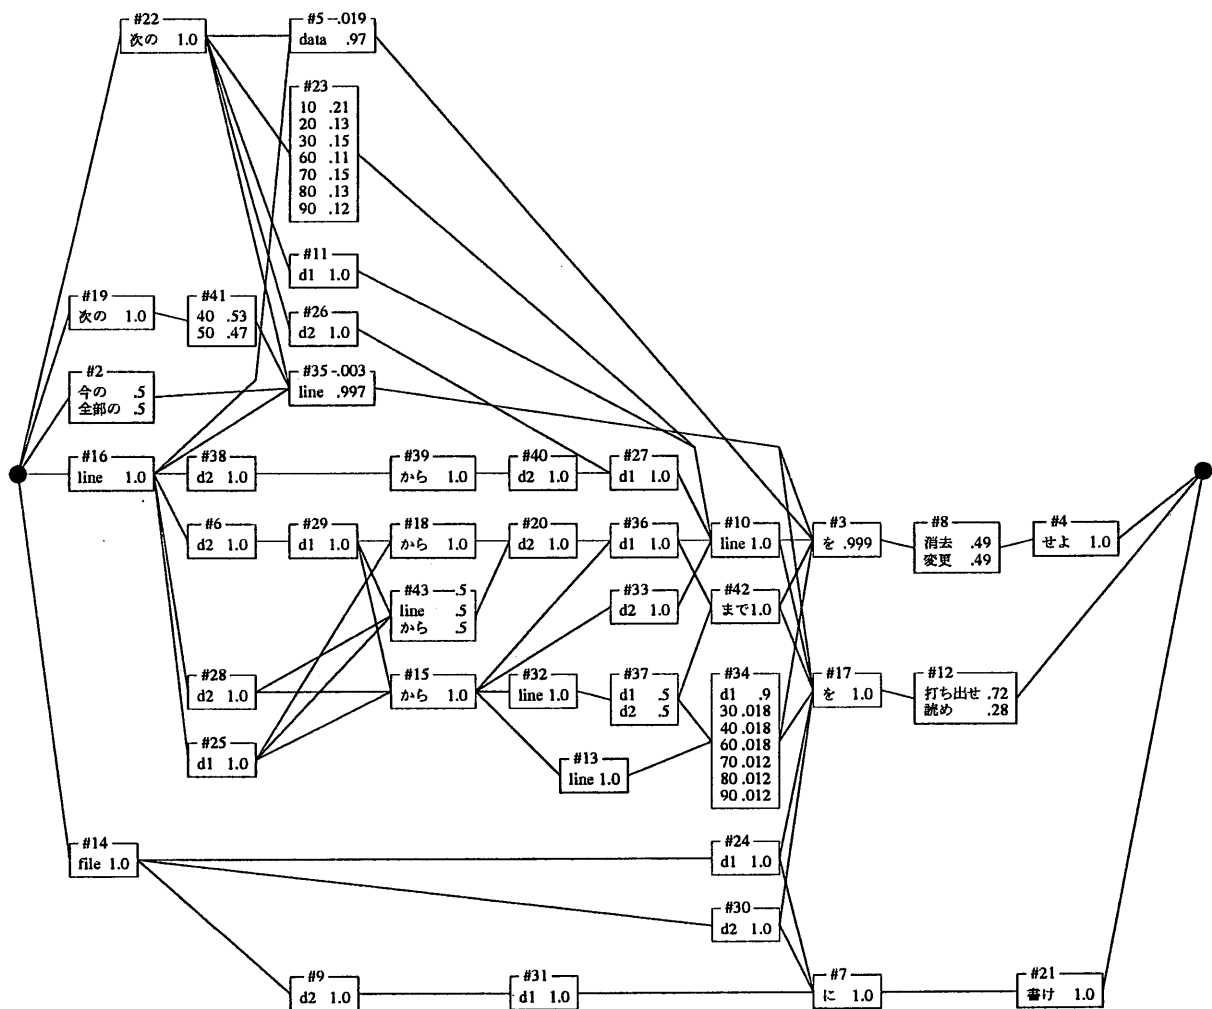 #22
次の 1.0
#5 -.019
data .97
#23
10 .21
20 .13
30 .15
60 .11
70 .15
80 .13
90 .12
#11
d1 1.0
#19
次の 1.0
#41
40 .53
50 .47
#26
d2 1.0
#2
今の .5
全部の .5
#35 -.003
line .997
#16
line 1.0
#38
d2 1.0
#39
から 1.0
#40
d2 1.0
#27
d1 1.0
#6
d2 1.0
#29
d1 1.0
#18
から 1.0
#20
d2 1.0
#36
d1 1.0
#10
line 1.0
#3
を .999
#8
消去 .49
変更 .49
#4
せよ 1.0
#43 .5
line .5
から .5
#33
d2 1.0
#42
まで 1.0
#28
d2 1.0
#15
から 1.0
#32
line 1.0
#37
d1 .5
d2 .5
#34
d1 .9
30 .018
40 .018
60 .018
70 .012
80 .012
90 .012
#17
を 1.0
#12
打ち出せ .72
読め .28
#25
d1 1.0
#13
line 1.0
#14
file 1.0
#24
d1 1.0
#30
d2 1.0
#9
d2 1.0
#31
d1 1.0
#7
に 1.0
#21
書け 1.0